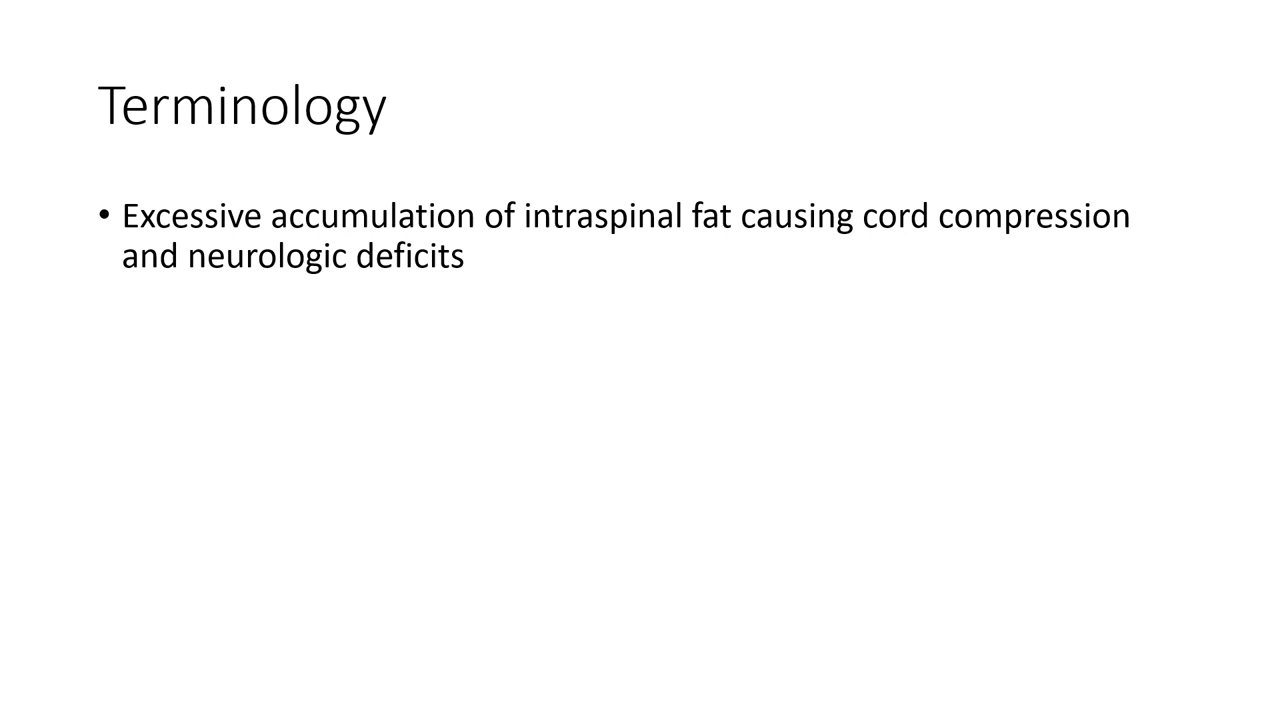 Terminology
• Excessive accumulation of intraspinal fat causing cord compression
and neurologic deficits